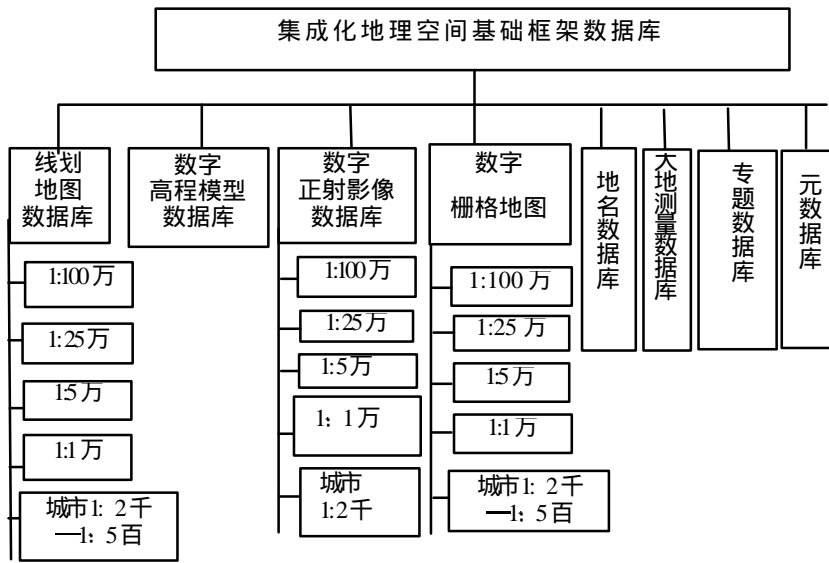 集成化地理空间基础框架数据库
线划
地图
数据库
数字
高程模型
数据库
数字
正射影像
数据库
数字
栅格地图
地名数据库
大地测量数据库
专题数据库
元数据库
1:100万
1:25万
1:5万
1:1万
城市1: 2千
—1: 5百
1:100万
1:25万
1:5万
1: 1万
城市
1:2千
1:100 万
1:25 万
1:5万
1:1万
城市1: 2千
—1: 5百